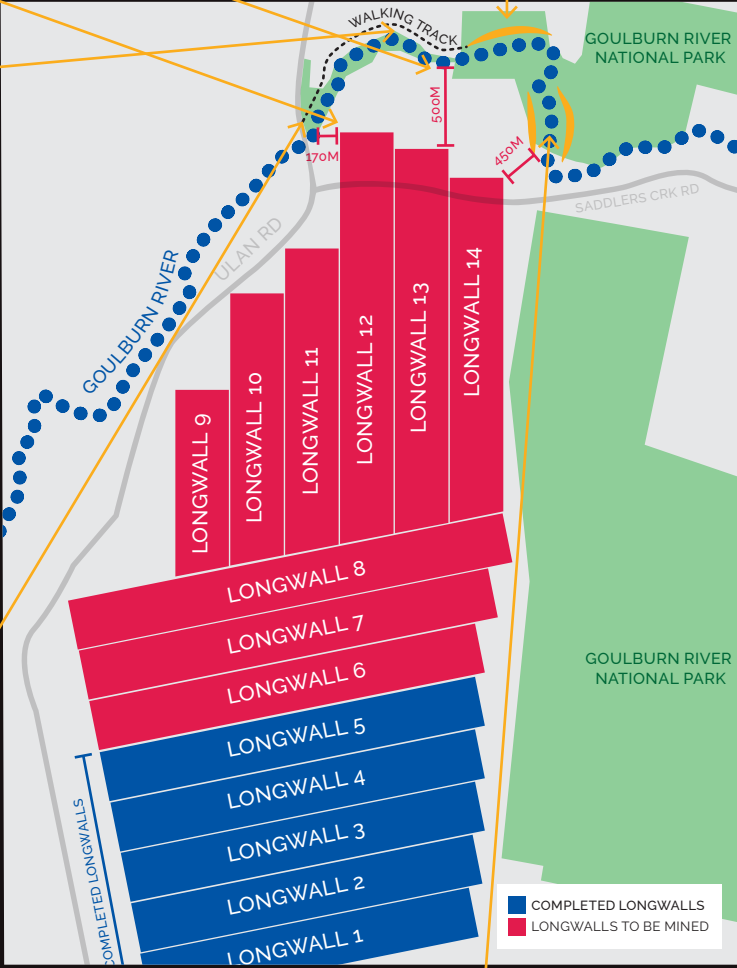 WALKING TRACK
GOULBURN RIVER
NATIONAL PARK
500M
170M
450M
SADDLERS CRK RD
ULAN RD
GOULBURN RIVER
LONGWALL 14
LONGWALL 13
LONGWALL 12
LONGWALL 11
LONGWALL 10
LONGWALL 9
LONGWALL 8
LONGWALL 7
LONGWALL 6
GOULBURN RIVER
NATIONAL PARK
LONGWALL 5
LONGWALL 4
LONGWALL 3
LONGWALL 2
LONGWALL 1
COMPLETED LONGWALLS
COMPLETED LONGWALLS
LONGWALLS TO BE MINED